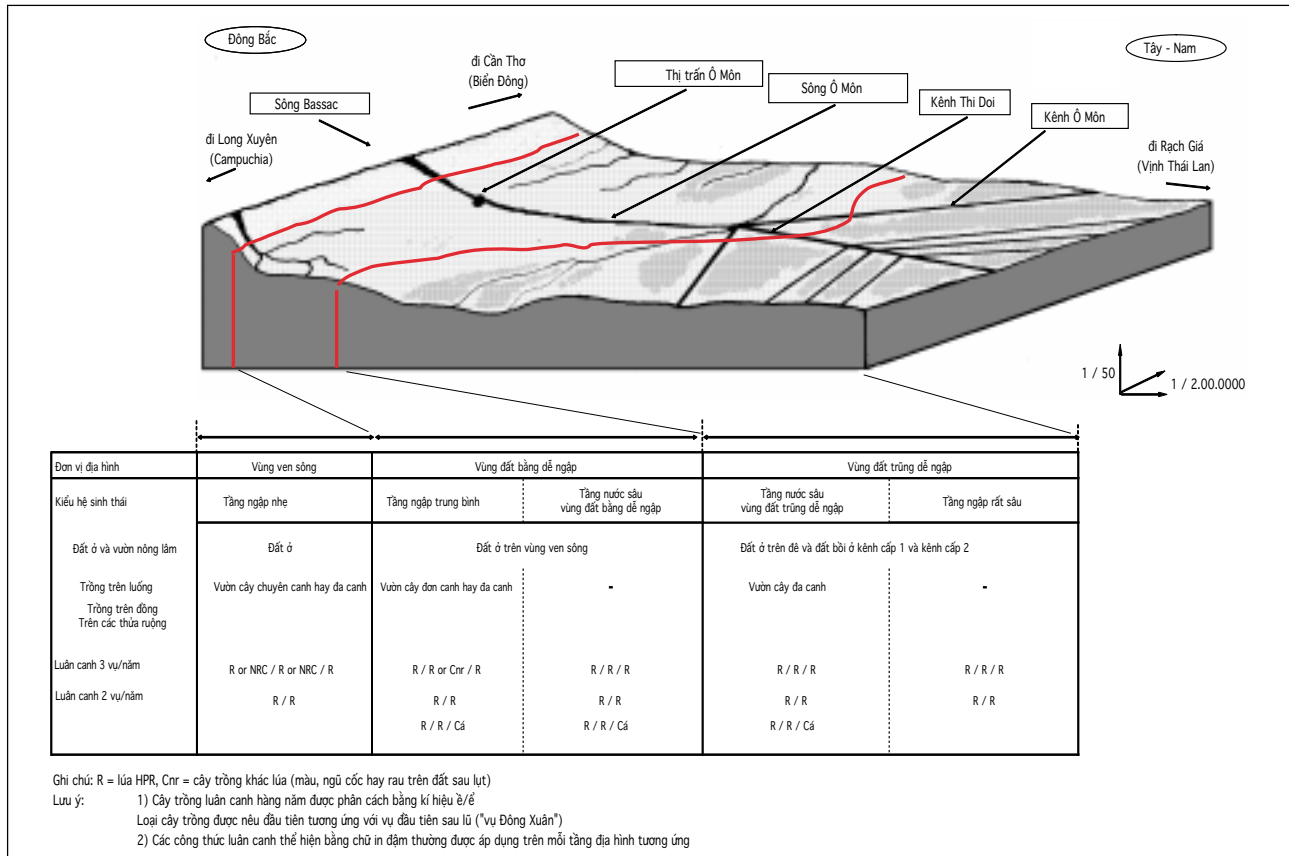 Đông Bắc
Tây - Nam
đi Cần Thơ
(Biển Đông)
Thị trấn Ô Môn
Sông Ô Môn
Kênh Thi Doi
Kênh Ô Môn
Sông Bassac
đi Long Xuyên
(Campuchia)
đi Rạch Giá
(Vịnh Thái Lan)
1 / 50
1 / 2.00.0000
Đơn vị địa hình
Vùng ven sông
Vùng đất bằng dễ ngập
Vùng đất trũng dễ ngập
Kiểu hệ sinh thái
Tầng ngập nhẹ
Tầng ngập trung bình
Tầng nước sâu
vùng đất bằng dễ ngập
Tầng nước sâu
vùng đất trũng dễ ngập
Tầng ngập rất sâu
Đất ở và vườn nông lâm
Đất ở
Đất ở trên vùng ven sông
Đất ở trên đê và đất bồi ở kênh cấp 1 và kênh cấp 2
Trồng trên luống
Vườn cây chuyên canh hay đa canh
Vườn cây đơn canh hay đa canh
-
Vườn cây đa canh
-
Trồng trên đồng
Trên các thửa ruộng
Luân canh 3 vụ/năm
R or NRC / R or NRC / R
R / R or Cnr / R
R / R / R
R / R / R
R / R / R
Luân canh 2 vụ/năm
R / R
R / R
R / R
R / R
R / R
R / R / Cá
R / R / Cá
R / R / Cá
Ghi chú: R = lúa HPR, Cnr = cây trồng khác lúa (màu, ngũ cốc hay rau trên đất sau lụt)
Lưu ý: 1) Cây trồng luân canh hàng năm được phân cách bằng kí hiệu è/ể
Loại cây trồng được nêu đầu tiên tương ứng với vụ đầu tiên sau lũ ("vụ Đông Xuân")
2) Các công thức luân canh thể hiện bằng chữ in đậm thường được áp dụng trên mỗi tầng địa hình tương ứng